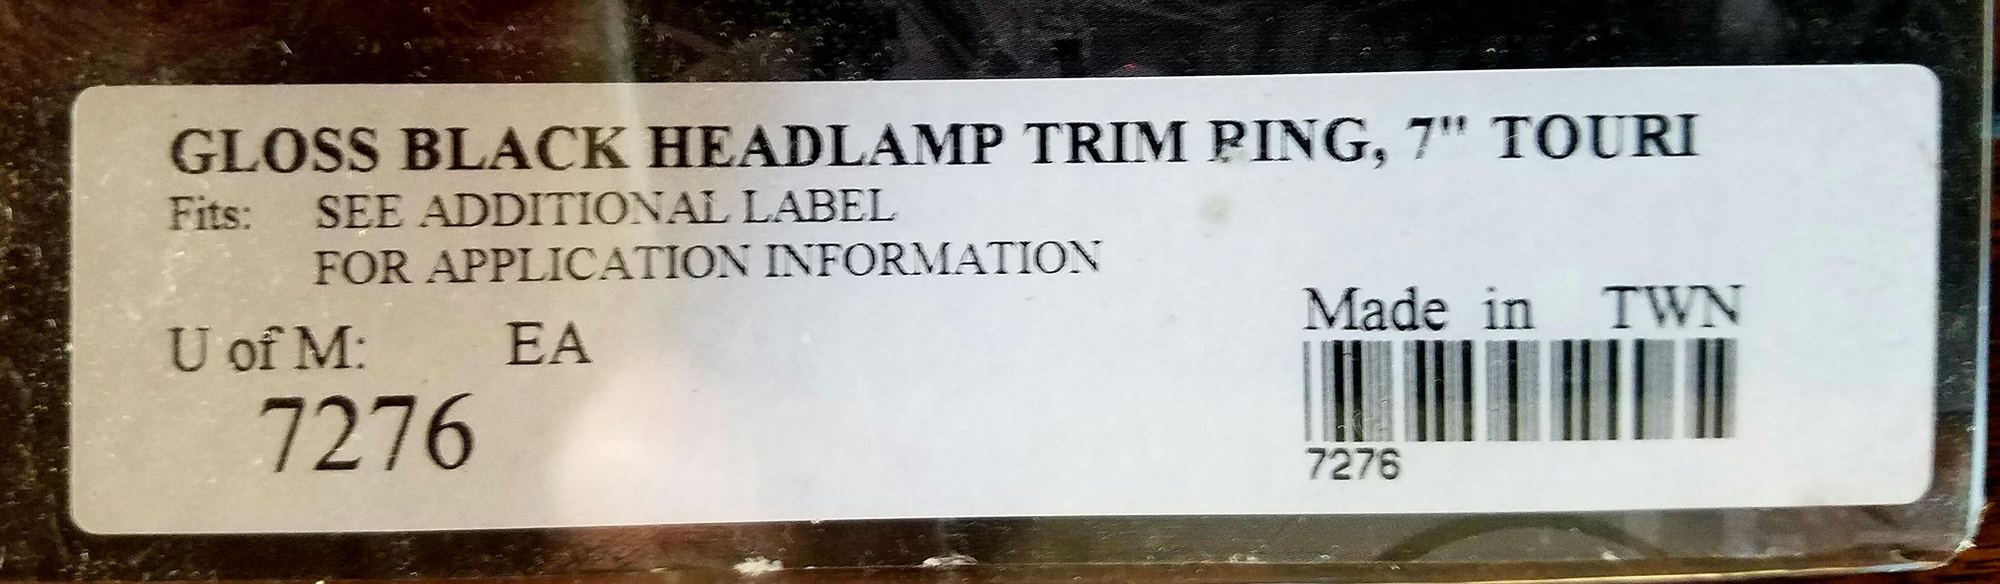 GLOSS BLACK HEADLAMP TRIM RING, 7" TOURI
Fits: SEE ADDITIONAL LABEL
FOR APPLICATION INFORMATION
Made in TWN
U of M: EA
7276
7276